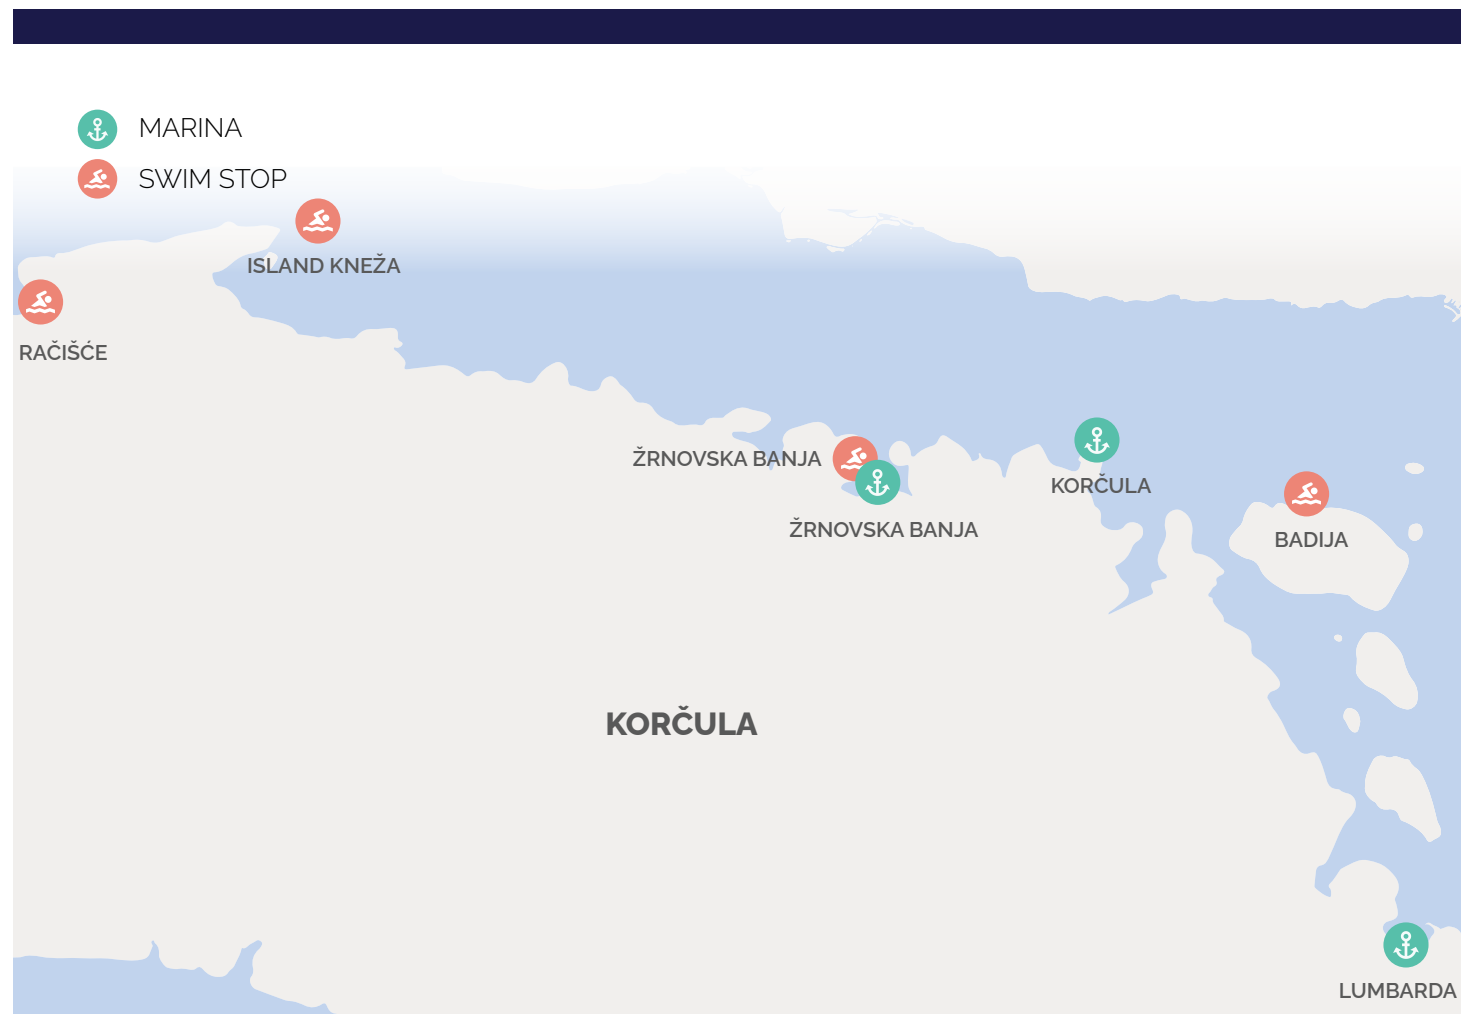 MARINA
SWIM STOP
ISLAND KNEŽA
RAČIŠĆE
ŽRNOVSKA BANJA
KORČULA
ŽRNOVSKA BANJA
BADIJA
KORČULA
LUMBARDA